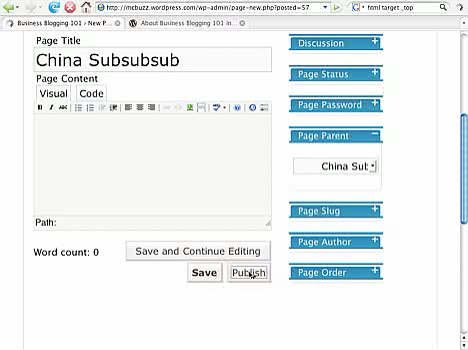 http://mcbuzz.wordpress.com/wp-admin/page-new.php?posted=57
html target _top
Business Blogging 101 › New P...
About Business Blogging 101 in...
Page Title
China Subsubsub
Page Content
Visual
Code
B
I
ABC
Path:
Word count: 0
Save and Continue Editing
Save
Publish
Discussion
Page Status
Page Password
Page Parent
China Sub
Page Slug
Page Author
Page Order